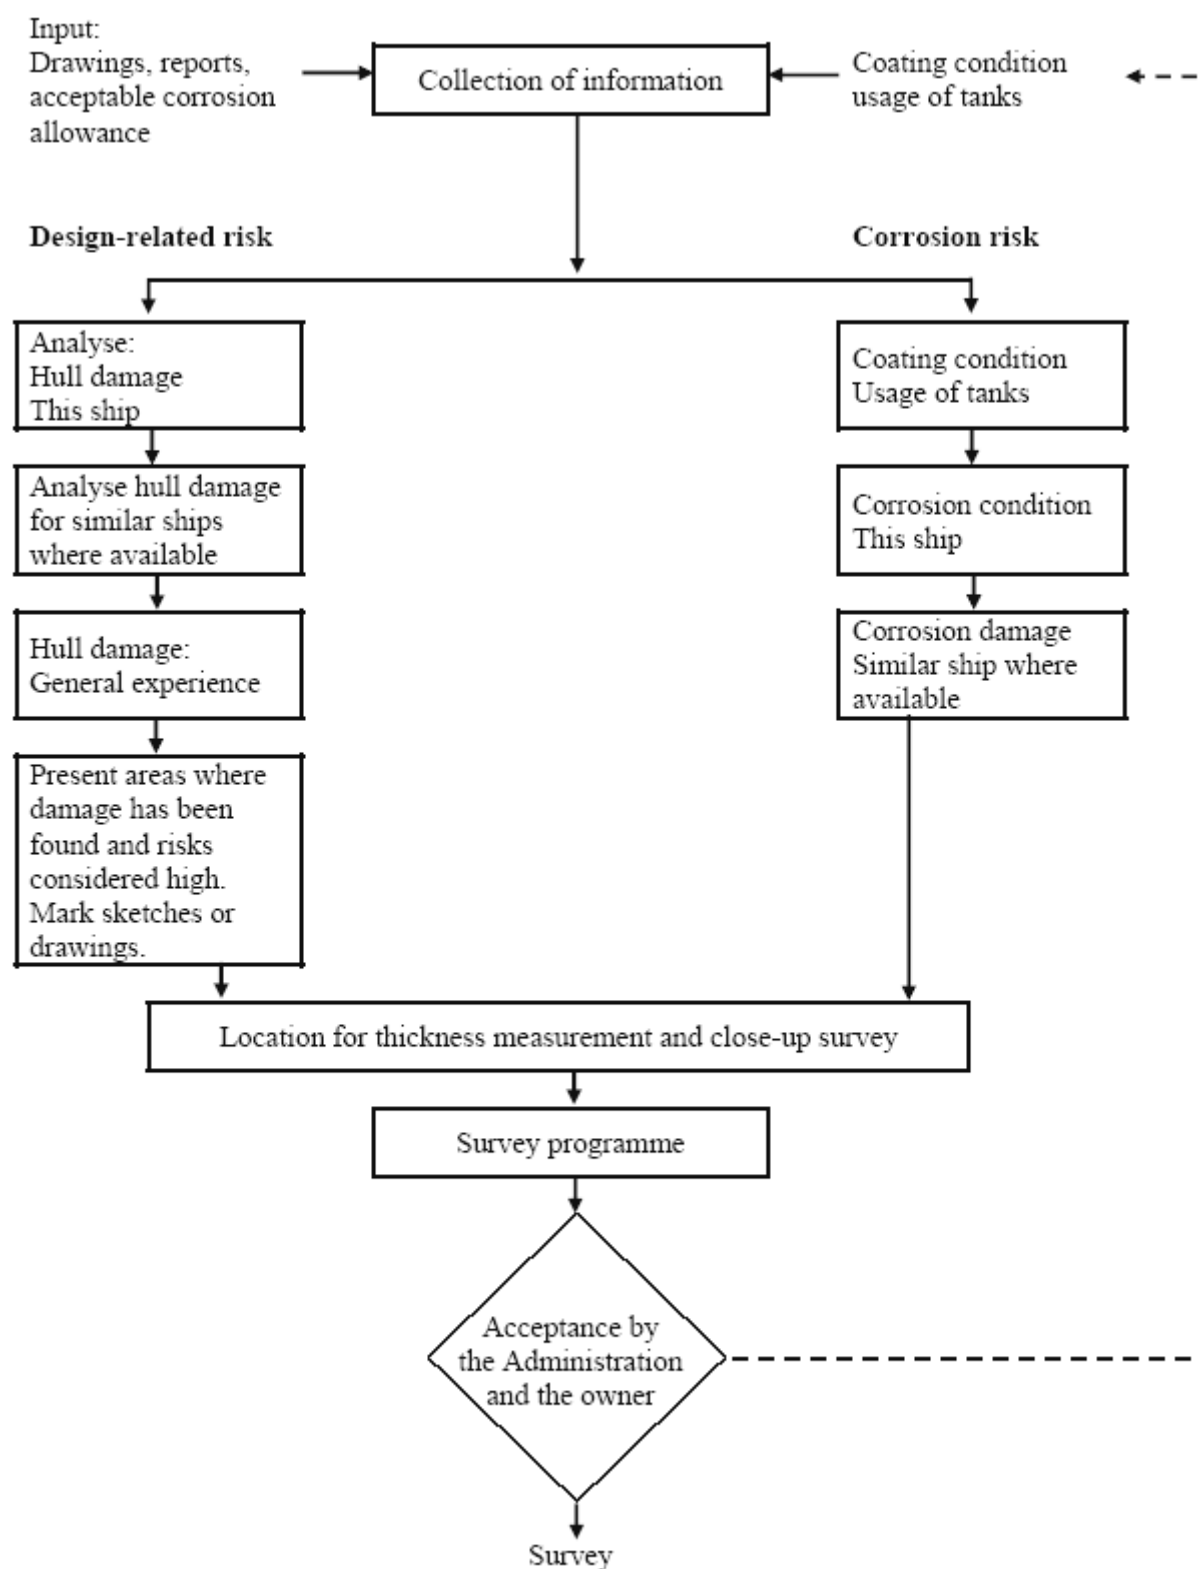 Input:
Drawings, reports,
acceptable corrosion
allowance
Collection of information
Coating condition
usage of tanks
Design-related risk
Corrosion risk
Analyse:
Hull damage
This ship
Analyse hull damage
for similar ships
where available
Hull damage:
General experience
Present areas where
damage has been
found and risks
considered high.
Mark sketches or
drawings.
Coating condition
Usage of tanks
Corrosion condition
This ship
Corrosion damage
Similar ship where
available
Location for thickness measurement and close-up survey
Survey programme
Acceptance by
the Administration
and the owner
Survey